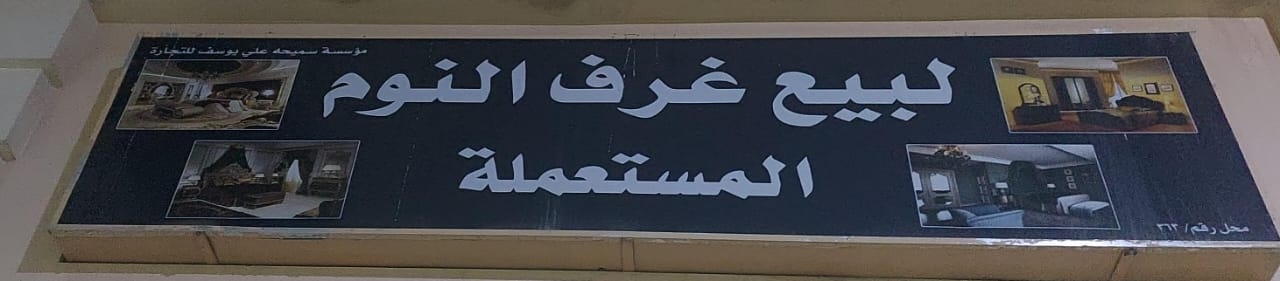 مؤسسة سميحه علي يوسف للتجارة
لبيع غرف النوم
المستعملة
محل رقم/ ٢٦٢